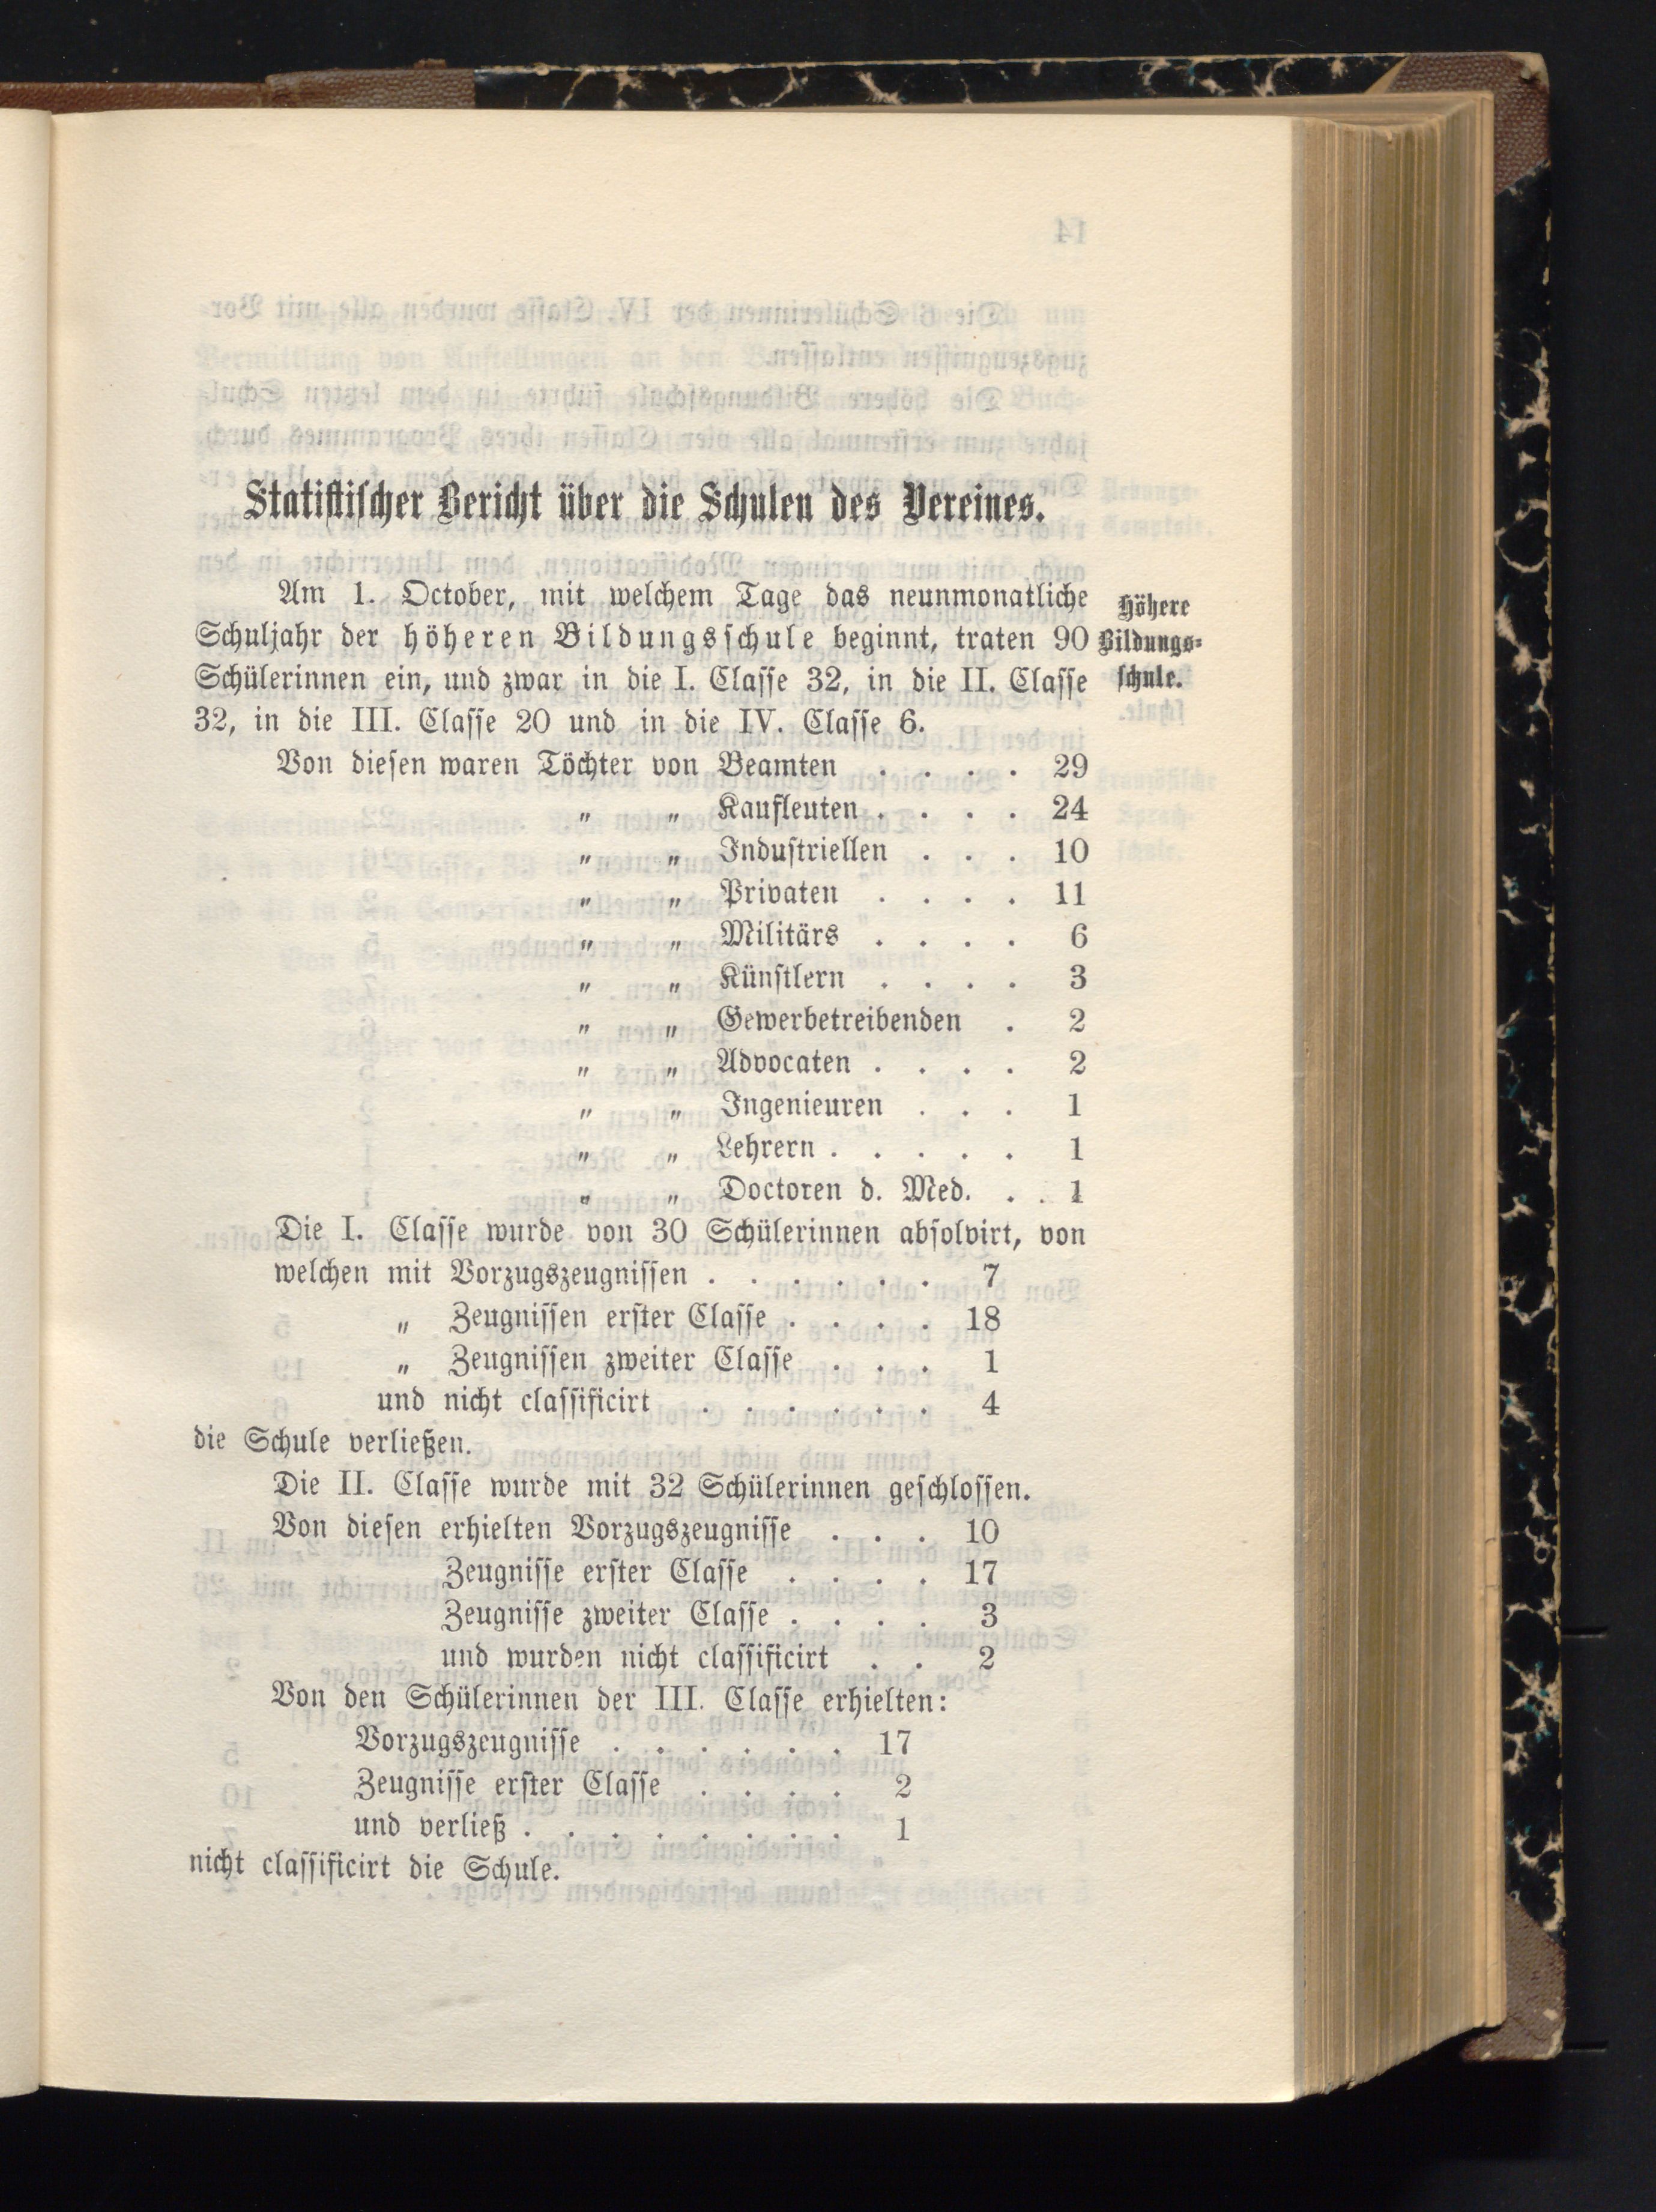 Statistischer Bericht über die Schulen des Vereines.
Am 1. October, mit welchem Tage das neunmonatliche
Schuljahr der höheren Bildungsschule beginnt, traten 90
Schülerinnen ein, und zwar in die I. Classe 32, in die II. Classe
32, in die III. Classe 20 und in die IV. Classe 6.
Höhere
Bildungs-
schule.
Von diesen waren Töchter von Beamten . . . . 29
" " Kaufleuten . . . . 24
" " Industriellen . . . 10
" " Privaten . . . . 11
" " Militärs . . . . 6
" " Künstlern . . . . 3
" " Gewerbetreibenden . 2
" " Advocaten . . . . 2
" " Ingenieuren . . . 1
" " Lehrern . . . . . 1
" " Doctoren d. Med. . . 1
Die I. Classe wurde von 30 Schülerinnen absolvirt, von
welchen mit Vorzugszeugnissen . . . . . . 7
" Zeugnissen erster Classe . . . . 18
" Zeugnissen zweiter Classe . . . 1
und nicht classificirt . . . . . . 4
die Schule verließen.
Die II. Classe wurde mit 32 Schülerinnen geschlossen.
Von diesen erhielten Vorzugszeugnisse . . . 10
Zeugnisse erster Classe . . . . 17
Zeugnisse zweiter Classe . . . . 3
und wurden nicht classificirt . . 2
Von den Schülerinnen der III. Classe erhielten:
Vorzugszeugnisse . . . . . . 17
Zeugnisse erster Classe . . . . 2
und verließ . . . . . . . . 1
nicht classificirt die Schule.